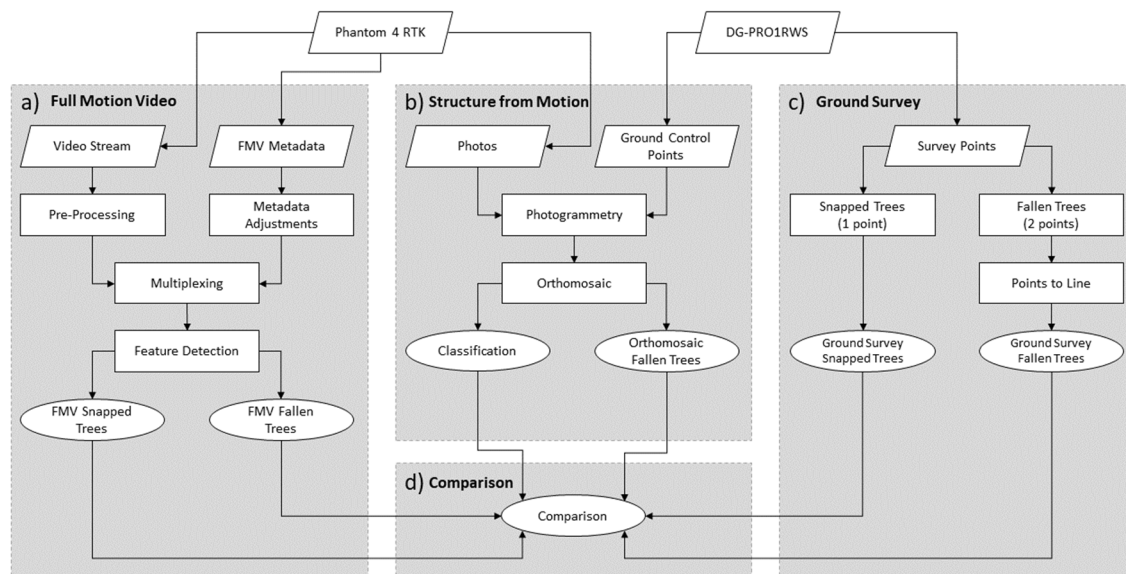 Phantom 4 RTK
DG-PRO1RWS
a) Full Motion Video
Video Stream
FMV Metadata
Pre-Processing
Metadata
Adjustments
Multiplexing
Feature Detection
FMV Snapped
Trees
FMV Fallen
Trees
b) Structure from Motion
Photos
Ground Control
Points
Photogrammetry
Orthomosaic
Classification
Orthomosaic
Fallen Trees
c) Ground Survey
Survey Points
Snapped Trees
(1 point)
Fallen Trees
(2 points)
Points to Line
Ground Survey
Snapped Trees
Ground Survey
Fallen Trees
d) Comparison
Comparison